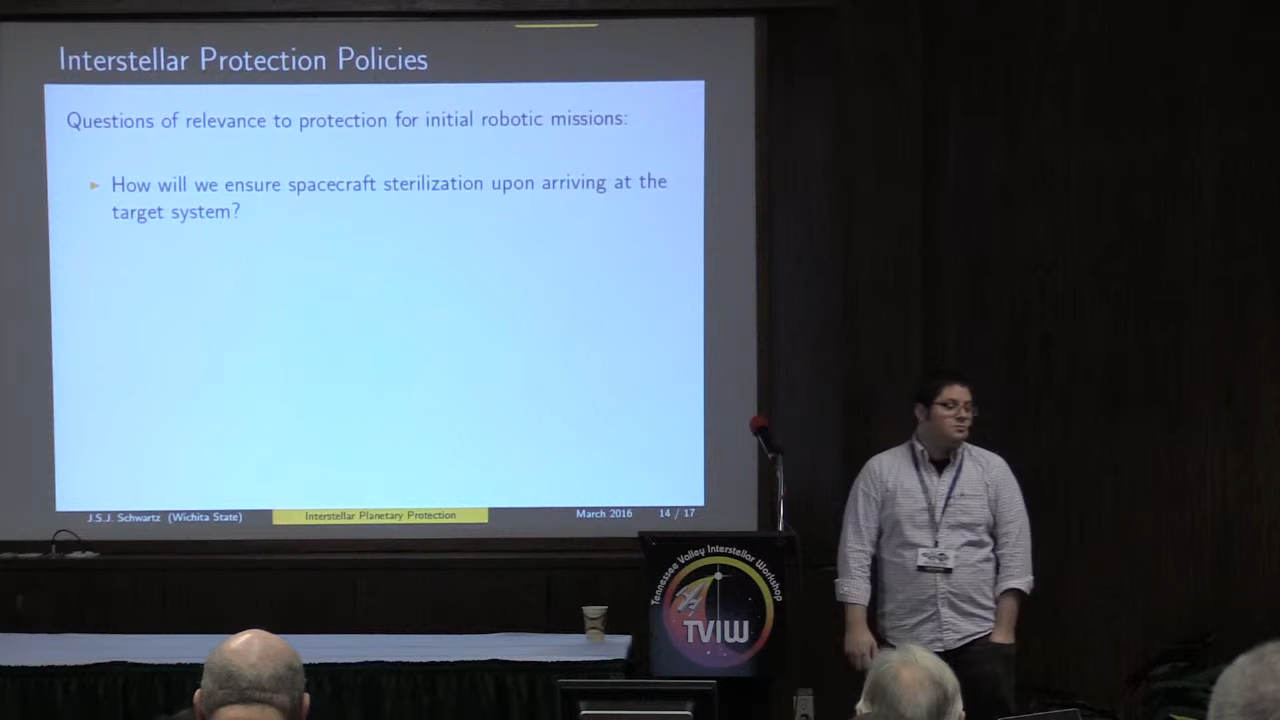 Interstellar Protection Policies
Questions of relevance to protection for initial robotic missions:
How will we ensure spacecraft sterilization upon arriving at the
target system?
J.S.J. Schwartz (Wichita State)
Interstellar Planetary Protection
March 2016
14 / 17
Tennessee Valley Interstellar Workshop
TVIW